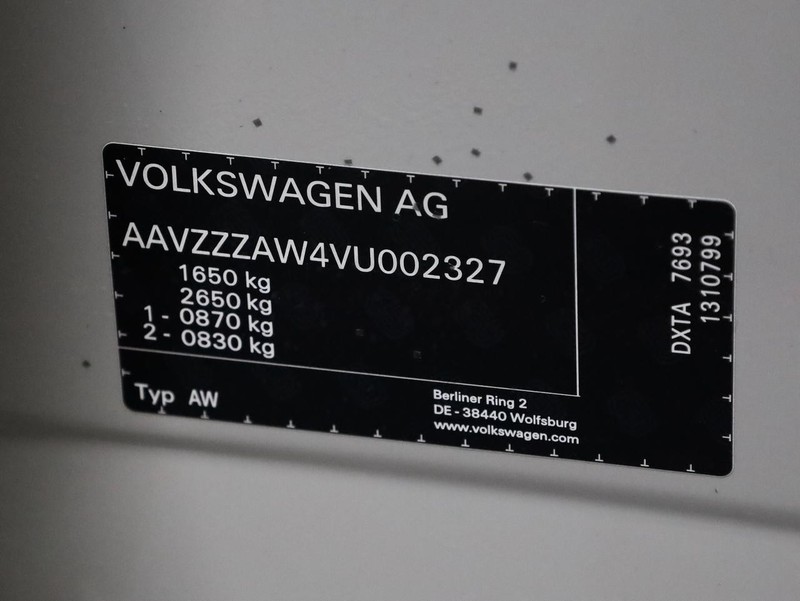 VOLKSWAGEN AG
AAVZZZAW4VU002327
1650 kg
2650 kg
1 - 0870 kg
2 - 0830 kg
Typ AW
Berliner Ring 2
DE - 38440 Wolfsburg
www.volkswagen.com
DXTA 7693
1310799